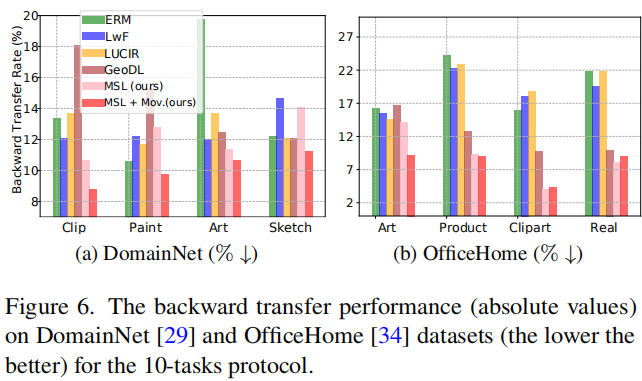 20
18
16
14
12
10
8
Backward Transfer Rate (%)
ERM
LwF
LUCIR
GeoDL
MSL (ours)
MSL + Mov.(ours)
Clip Paint Art Sketch
(a) DomainNet (% ↓)
27
22
17
12
7
2
Art Product Clipart Real
(b) OfficeHome (% ↓)
Figure 6. The backward transfer performance (absolute values)
on DomainNet [29] and OfficeHome [34] datasets (the lower the
better) for the 10-tasks protocol.